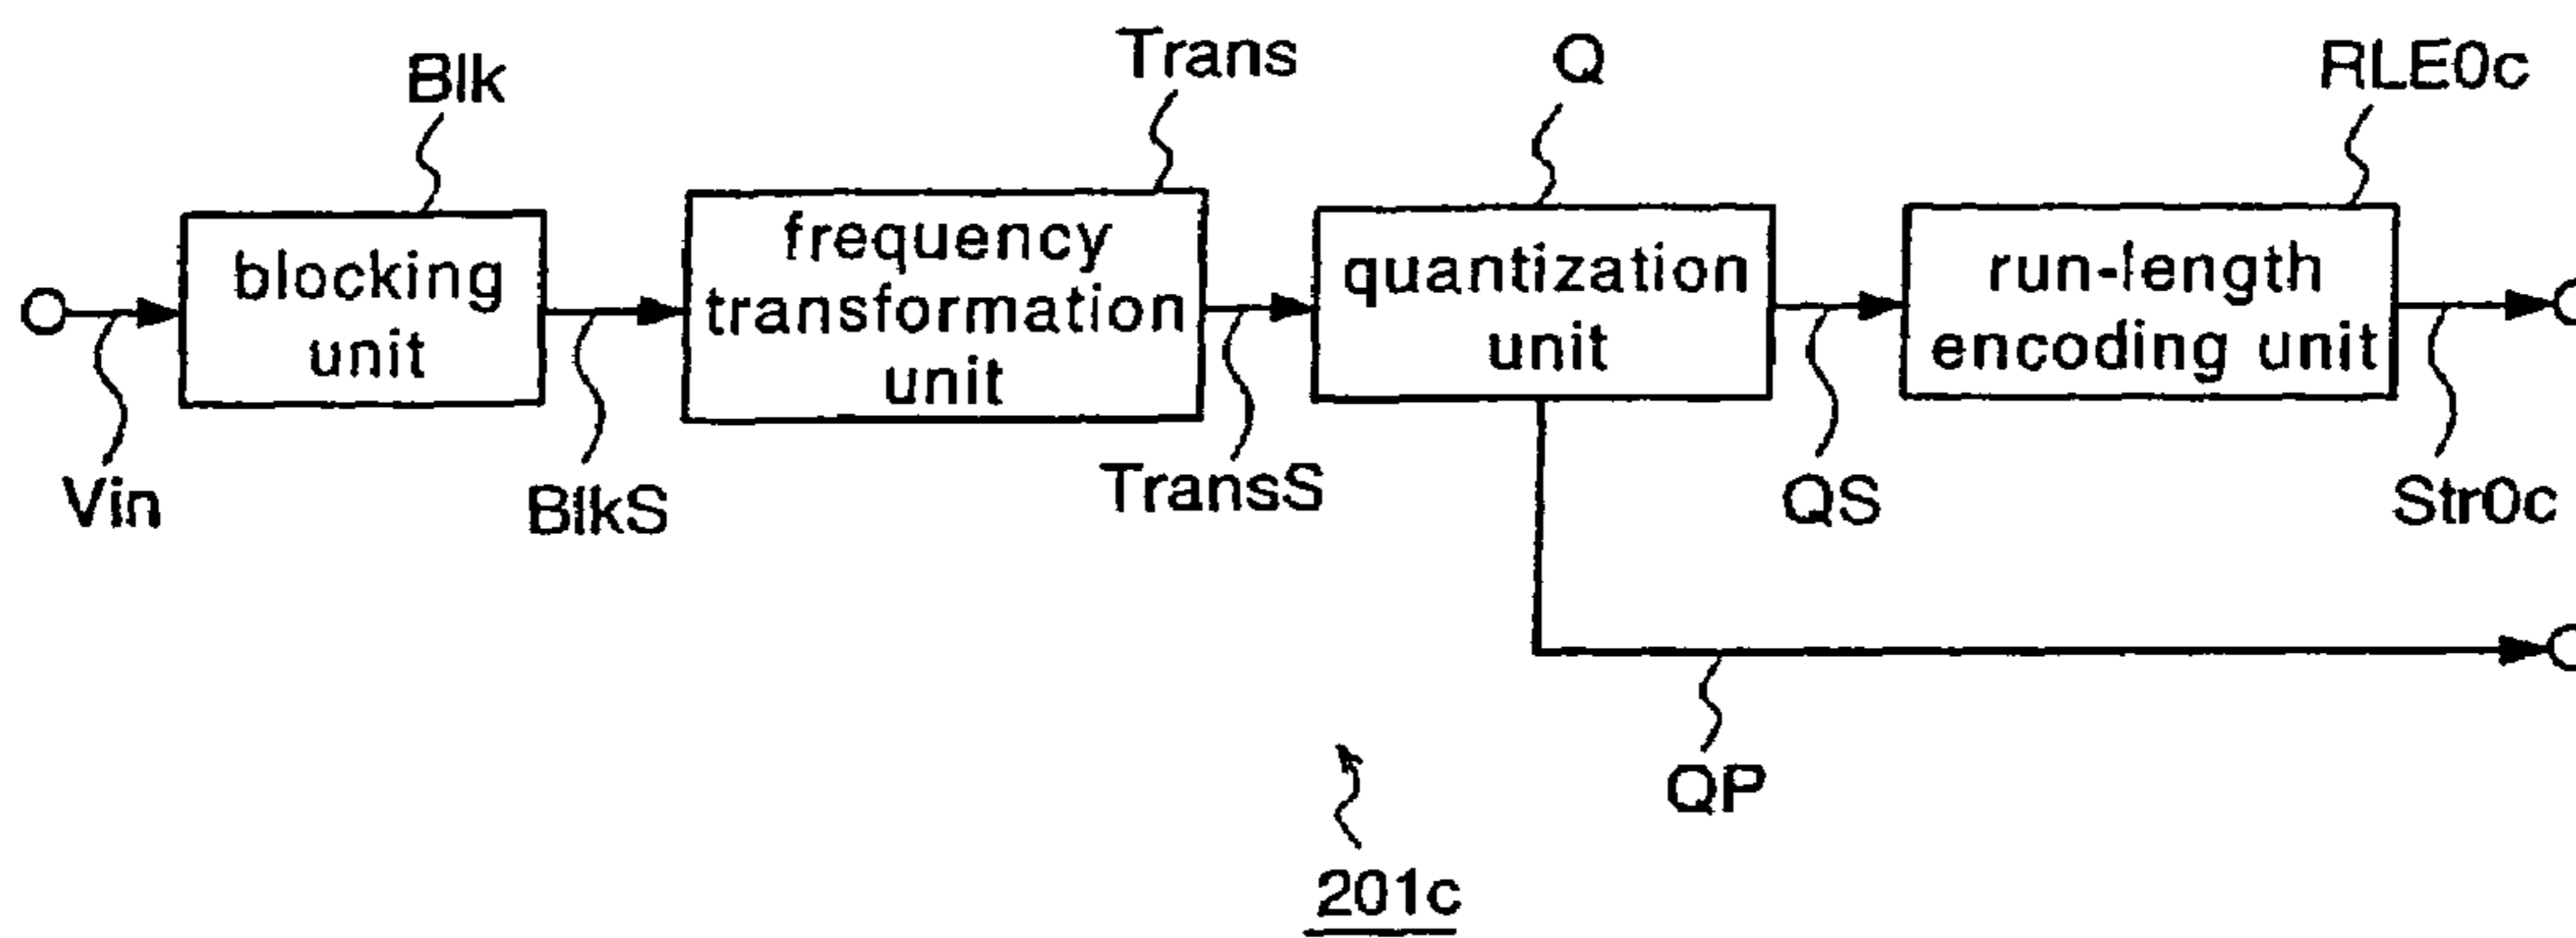 Blk
Trans
Q
RLE0c
blocking
unit
frequency
transformation
unit
quantization
unit
run-length
encoding unit
Vin
BlkS
TransS
QS
Str0c
QP
201c